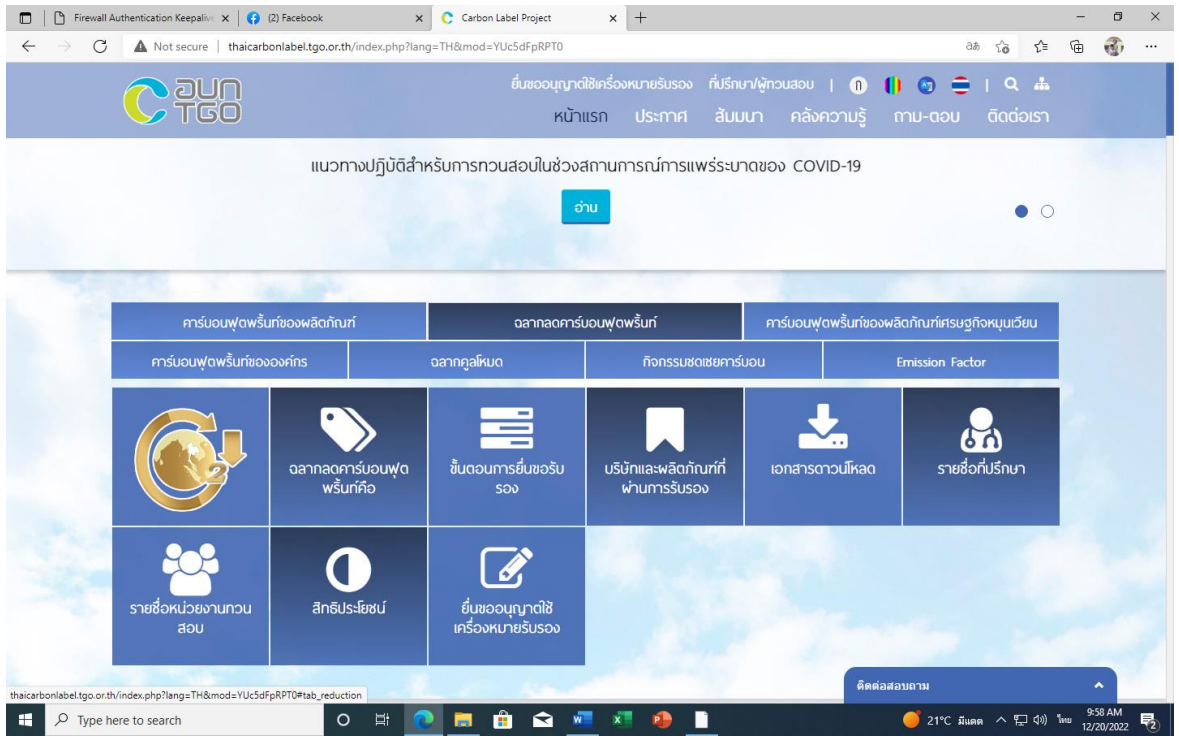 Firewall Authentication Keepaliv
(2) Facebook
Carbon Label Project
Not secure | thaicarbonlabel.tgo.or.th/index.php?lang=TH&mod=YUc5dFpRPT0
อบก
TGO
ยื่นขออนุญาตใช้เครื่องหมายรับรอง ที่ปรึกษา/ผู้ทวนสอบ | ก
หน้าแรก ประกาศ สัมมนา คลังความรู้ ถาม-ตอบ ติดต่อเรา
แนวทางปฏิบัติสำหรับการทวนสอบในช่วงสถานการณ์การแพร่ระบาดของ COVID-19
อ่าน
คาร์บอนฟุตพริ้นท์ของผลิตภัณฑ์
ฉลากลดคาร์บอนฟุตพริ้นท์
คาร์บอนฟุตพริ้นท์ของผลิตภัณฑ์เศรษฐกิจหมุนเวียน
คาร์บอนฟุตพริ้นท์ขององค์กร
ฉลากคูลโหมด
กิจกรรมชดเชยคาร์บอน
Emission Factor
2
ฉลากลดคาร์บอนฟุต
พริ้นท์คือ
ขั้นตอนการยื่นขอรับ
รอง
บริษัทและผลิตภัณฑ์ที่
ผ่านการรับรอง
เอกสารดาวน์โหลด
รายชื่อที่ปรึกษา
รายชื่อหน่วยงานทวน
สอบ
สิทธิประโยชน์
ยื่นขออนุญาตใช้
เครื่องหมายรับรอง
ติดต่อสอบถาม
thaicarbonlabel.tgo.or.th/index.php?lang=TH&mod=YUc5dFpRPT0#tab_reduction
Type here to search
21°C มีแดด
ไทย
9:58 AM
12/20/2022
2